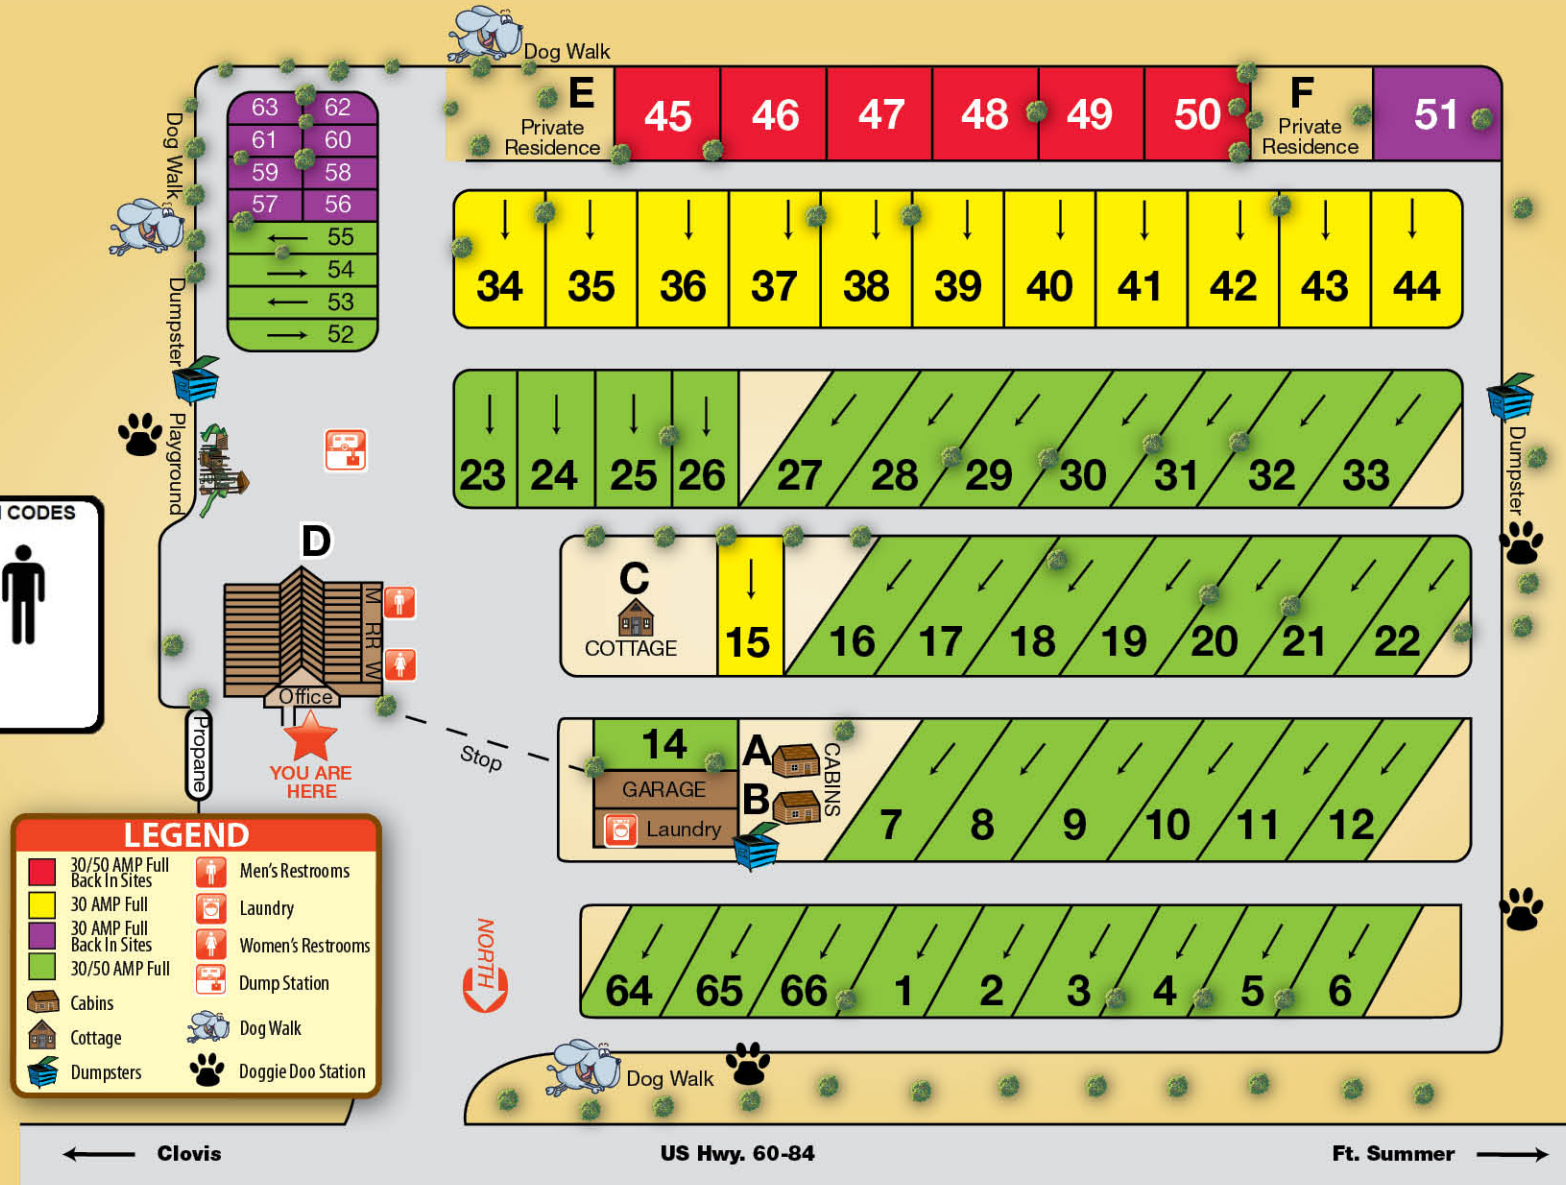 Dog Walk
E
Private
Residence
45
46
47
48
49
50
F
Private
Residence
51
63
62
61
60
59
58
57
56
55
54
53
52
Dog Walk
Dumpster
Playground
34
35
36
37
38
39
40
41
42
43
44
23
24
25
26
27
28
29
30
31
32
33
Dumpster
CODES
D
M
RR
W
Office
YOU ARE
HERE
Propane
Stop
C
COTTAGE
15
16
17
18
19
20
21
22
14
GARAGE
Laundry
A
B
CABINS
7
8
9
10
11
12
NORTH
64
65
66
1
2
3
4
5
6
LEGEND
30/50 AMP Full
Back In Sites
30 AMP Full
30 AMP Full
Back In Sites
30/50 AMP Full
Cabins
Cottage
Dumpsters
Men's Restrooms
Laundry
Women's Restrooms
Dump Station
Dog Walk
Doggie Doo Station
Dog Walk
Clovis
US Hwy. 60-84
Ft. Summer